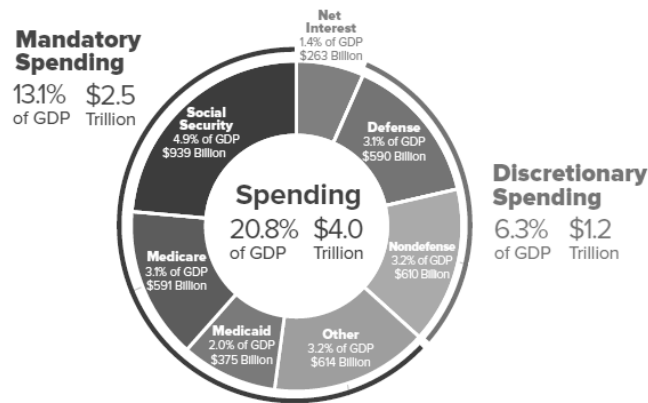 Mandatory
Spending
13.1% $2.5
of GDP Trillion
Net
Interest
1.4% of GDP
$263 Billion
Social
Security
4.9% of GDP
$939 Billion
Defense
3.1% of GDP
$590 Billion
Discretionary
Spending
6.3% $1.2
of GDP Trillion
Spending
20.8% $4.0
of GDP Trillion
Nondefense
3.2% of GDP
$610 Billion
Medicare
3.1% of GDP
$591 Billion
Medicaid
2.0% of GDP
$375 Billion
Other
3.2% of GDP
$614 Billion